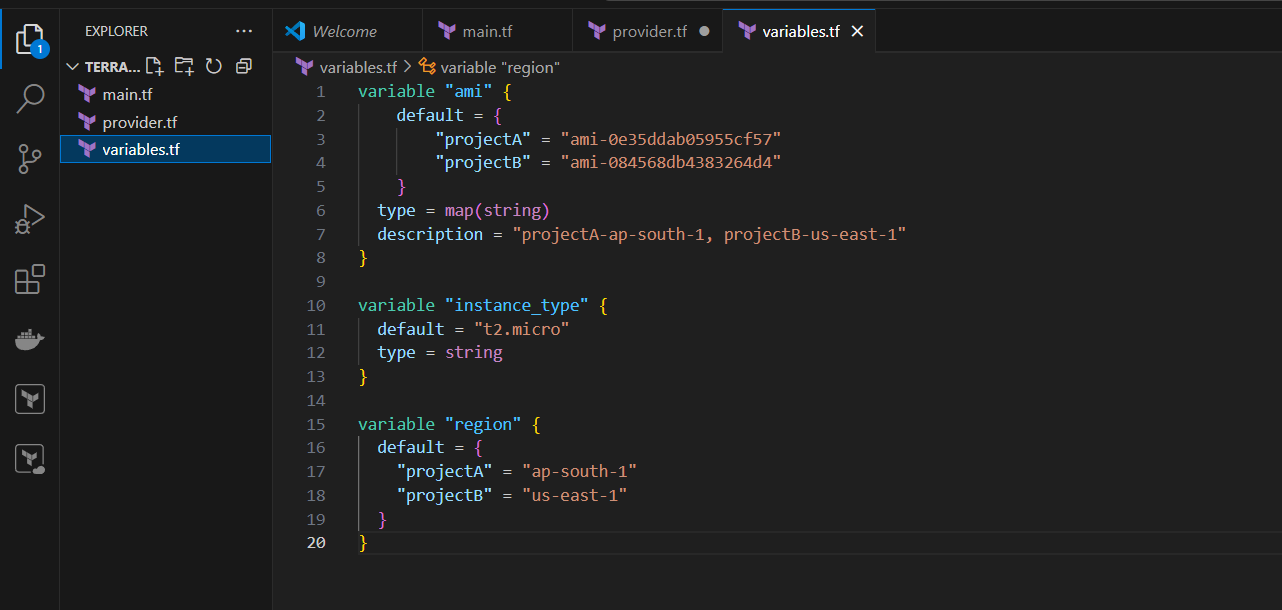 EXPLORER
...
1
TERRA...
main.tf
provider.tf
variables.tf
Welcome
main.tf
provider.tf
variables.tf
variables.tf > variable "region"
1 variable "ami" {
2     default = {
3         "projectA" = "ami-0e35ddab05955cf57"
4         "projectB" = "ami-084568db4383264d4"
5     }
6   type = map(string)
7   description = "projectA-ap-south-1, projectB-us-east-1"
8 }
9
10 variable "instance_type" {
11   default = "t2.micro"
12   type = string
13 }
14
15 variable "region" {
16   default = {
17     "projectA" = "ap-south-1"
18     "projectB" = "us-east-1"
19   }
20 }